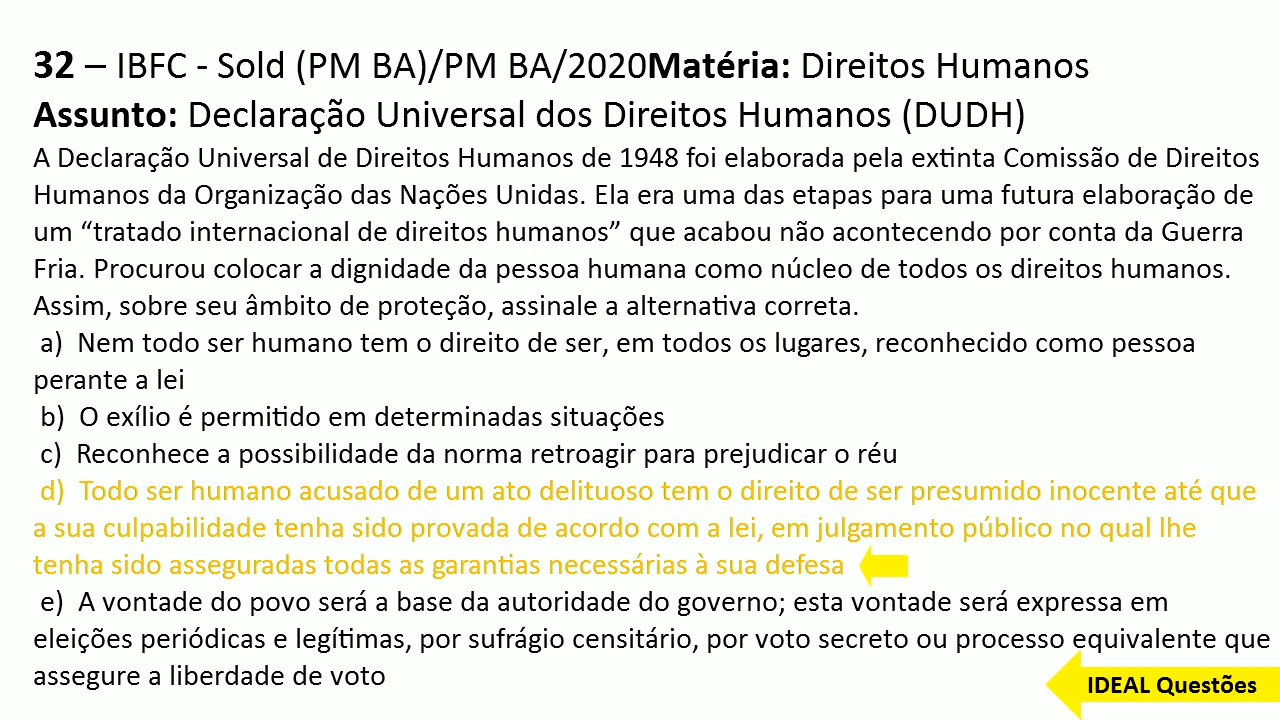 32 – IBFC - Sold (PM BA)/PM BA/2020Matéria: Direitos Humanos
Assunto: Declaração Universal dos Direitos Humanos (DUDH)
A Declaração Universal de Direitos Humanos de 1948 foi elaborada pela extinta Comissão de Direitos
Humanos da Organização das Nações Unidas. Ela era uma das etapas para uma futura elaboração de
um “tratado internacional de direitos humanos” que acabou não acontecendo por conta da Guerra
Fria. Procurou colocar a dignidade da pessoa humana como núcleo de todos os direitos humanos.
Assim, sobre seu âmbito de proteção, assinale a alternativa correta.
a) Nem todo ser humano tem o direito de ser, em todos os lugares, reconhecido como pessoa
perante a lei
b) O exílio é permitido em determinadas situações
c) Reconhece a possibilidade da norma retroagir para prejudicar o réu
d) Todo ser humano acusado de um ato delituoso tem o direito de ser presumido inocente até que
a sua culpabilidade tenha sido provada de acordo com a lei, em julgamento público no qual lhe
tenha sido asseguradas todas as garantias necessárias à sua defesa
e) A vontade do povo será a base da autoridade do governo; esta vontade será expressa em
eleições periódicas e legítimas, por sufrágio censitário, por voto secreto ou processo equivalente que
assegure a liberdade de voto
IDEAL Questões